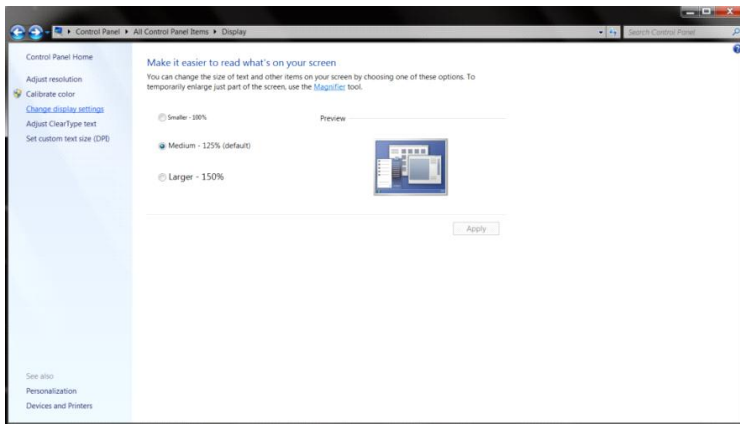 Control Panel ▸ All Control Panel Items ▸ Display
Search Control Panel
Control Panel Home
Adjust resolution
Calibrate color
Change display settings
Adjust ClearType text
Set custom text size (DPI)
Make it easier to read what's on your screen
You can change the size of text and other items on your screen by choosing one of these options. To
temporarily enlarge just part of the screen, use the Magnifier tool.
Smaller - 100%
Preview
Medium - 125% (default)
Larger - 150%
Apply
See also
Personalization
Devices and Printers